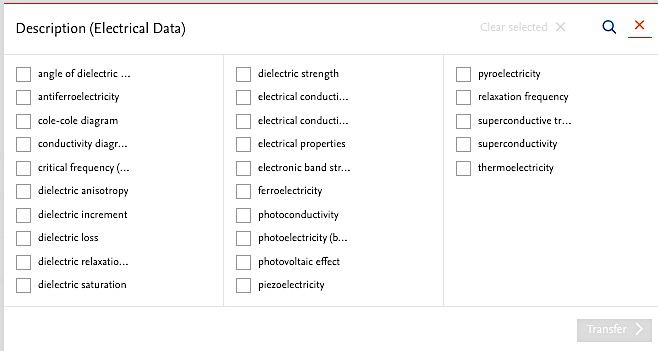 Description (Electrical Data)
Clear selected
angle of dielectric ...
antiferroelectricity
cole-cole diagram
conductivity diagr...
critical frequency (...
dielectric anisotropy
dielectric increment
dielectric loss
dielectric relaxatio...
dielectric saturation
dielectric strength
electrical conducti...
electrical conducti...
electrical properties
electronic band str...
ferroelectricity
photoconductivity
photoelectricity (b...
photovoltaic effect
piezoelectricity
pyroelectricity
relaxation frequency
superconductive tr...
superconductivity
thermoelectricity
Transfer